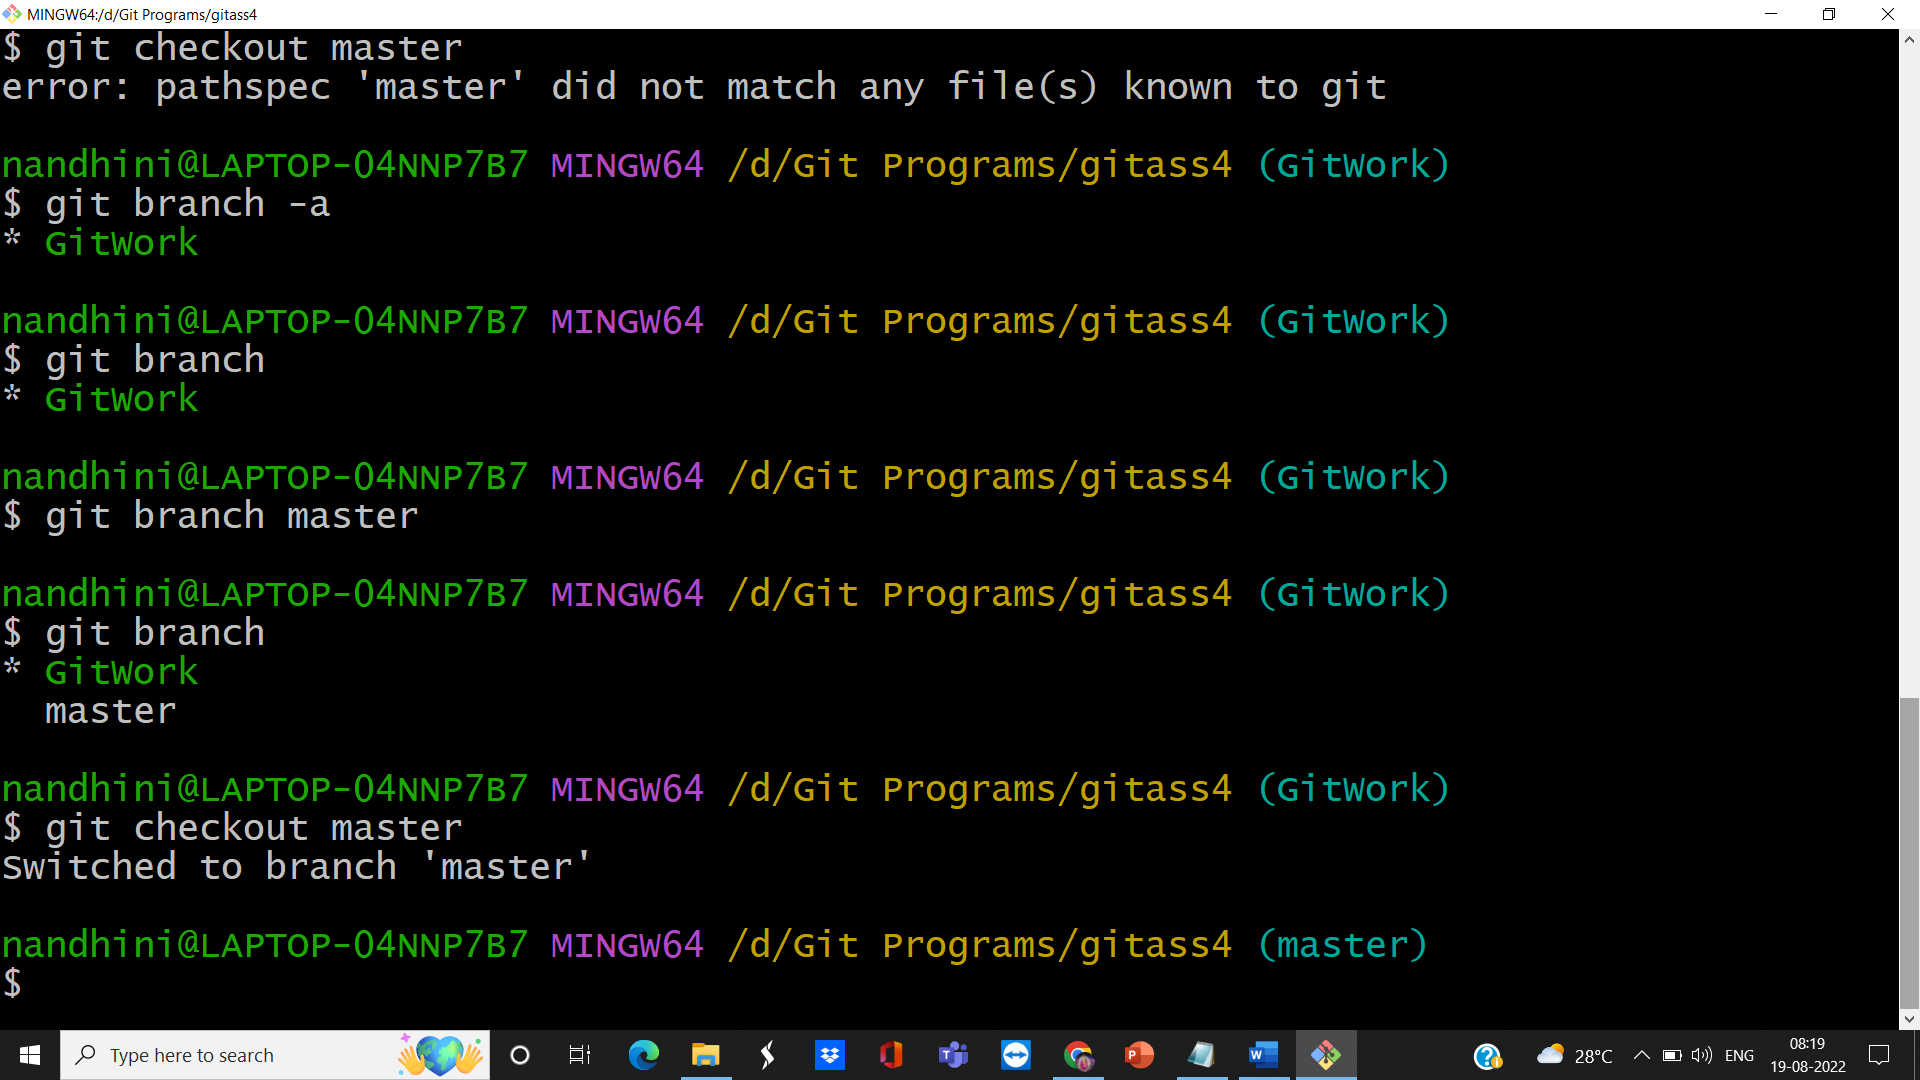 MINGW64:/d/Git Programs/gitass4
$ git checkout master
error: pathspec 'master' did not match any file(s) known to git
nandhini@LAPTOP-04NNP7B7 MINGW64 /d/Git Programs/gitass4 (GitWork)
$ git branch -a
* GitWork
nandhini@LAPTOP-04NNP7B7 MINGW64 /d/Git Programs/gitass4 (GitWork)
$ git branch
* GitWork
nandhini@LAPTOP-04NNP7B7 MINGW64 /d/Git Programs/gitass4 (GitWork)
$ git branch master
nandhini@LAPTOP-04NNP7B7 MINGW64 /d/Git Programs/gitass4 (GitWork)
$ git branch
* GitWork
master
nandhini@LAPTOP-04NNP7B7 MINGW64 /d/Git Programs/gitass4 (GitWork)
$ git checkout master
Switched to branch 'master'
nandhini@LAPTOP-04NNP7B7 MINGW64 /d/Git Programs/gitass4 (master)
$
Type here to search
28°C
ENG
08:19
19-08-2022